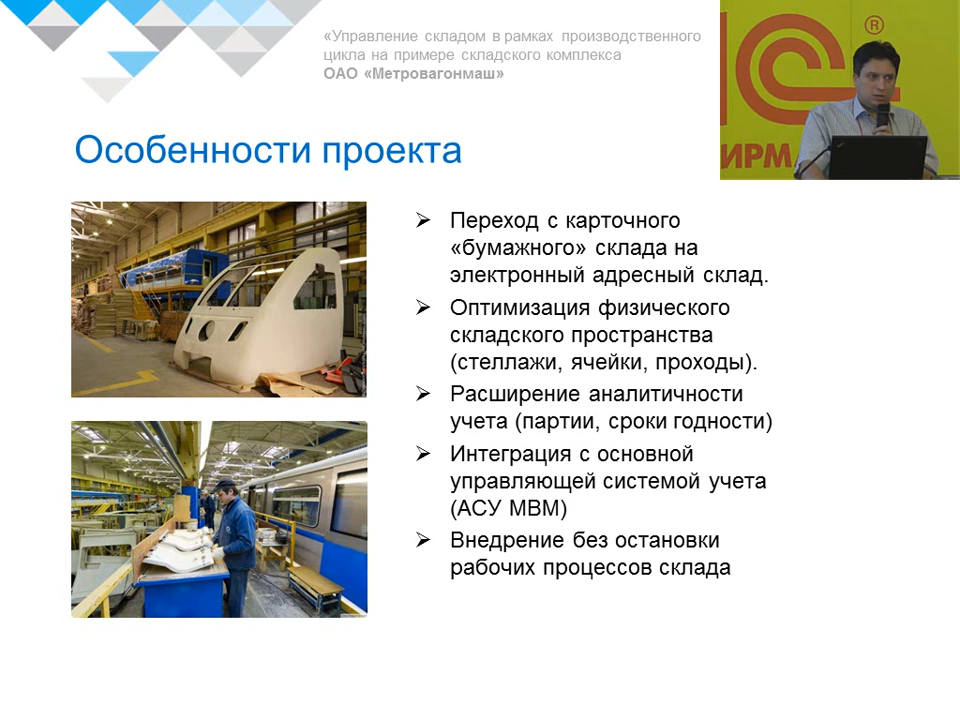 «Управление складом в рамках производственного
цикла на примере складского комплекса
ОАО «Метровагонмаш»
®
ИРМ
Особенности проекта
Переход с карточного
«бумажного» склада на
электронный адресный склад.
Оптимизация физического
складского пространства
(стеллажи, ячейки, проходы).
Расширение аналитичности
учета (партии, сроки годности)
Интеграция с основной
управляющей системой учета
(АСУ МВМ)
Внедрение без остановки
рабочих процессов склада